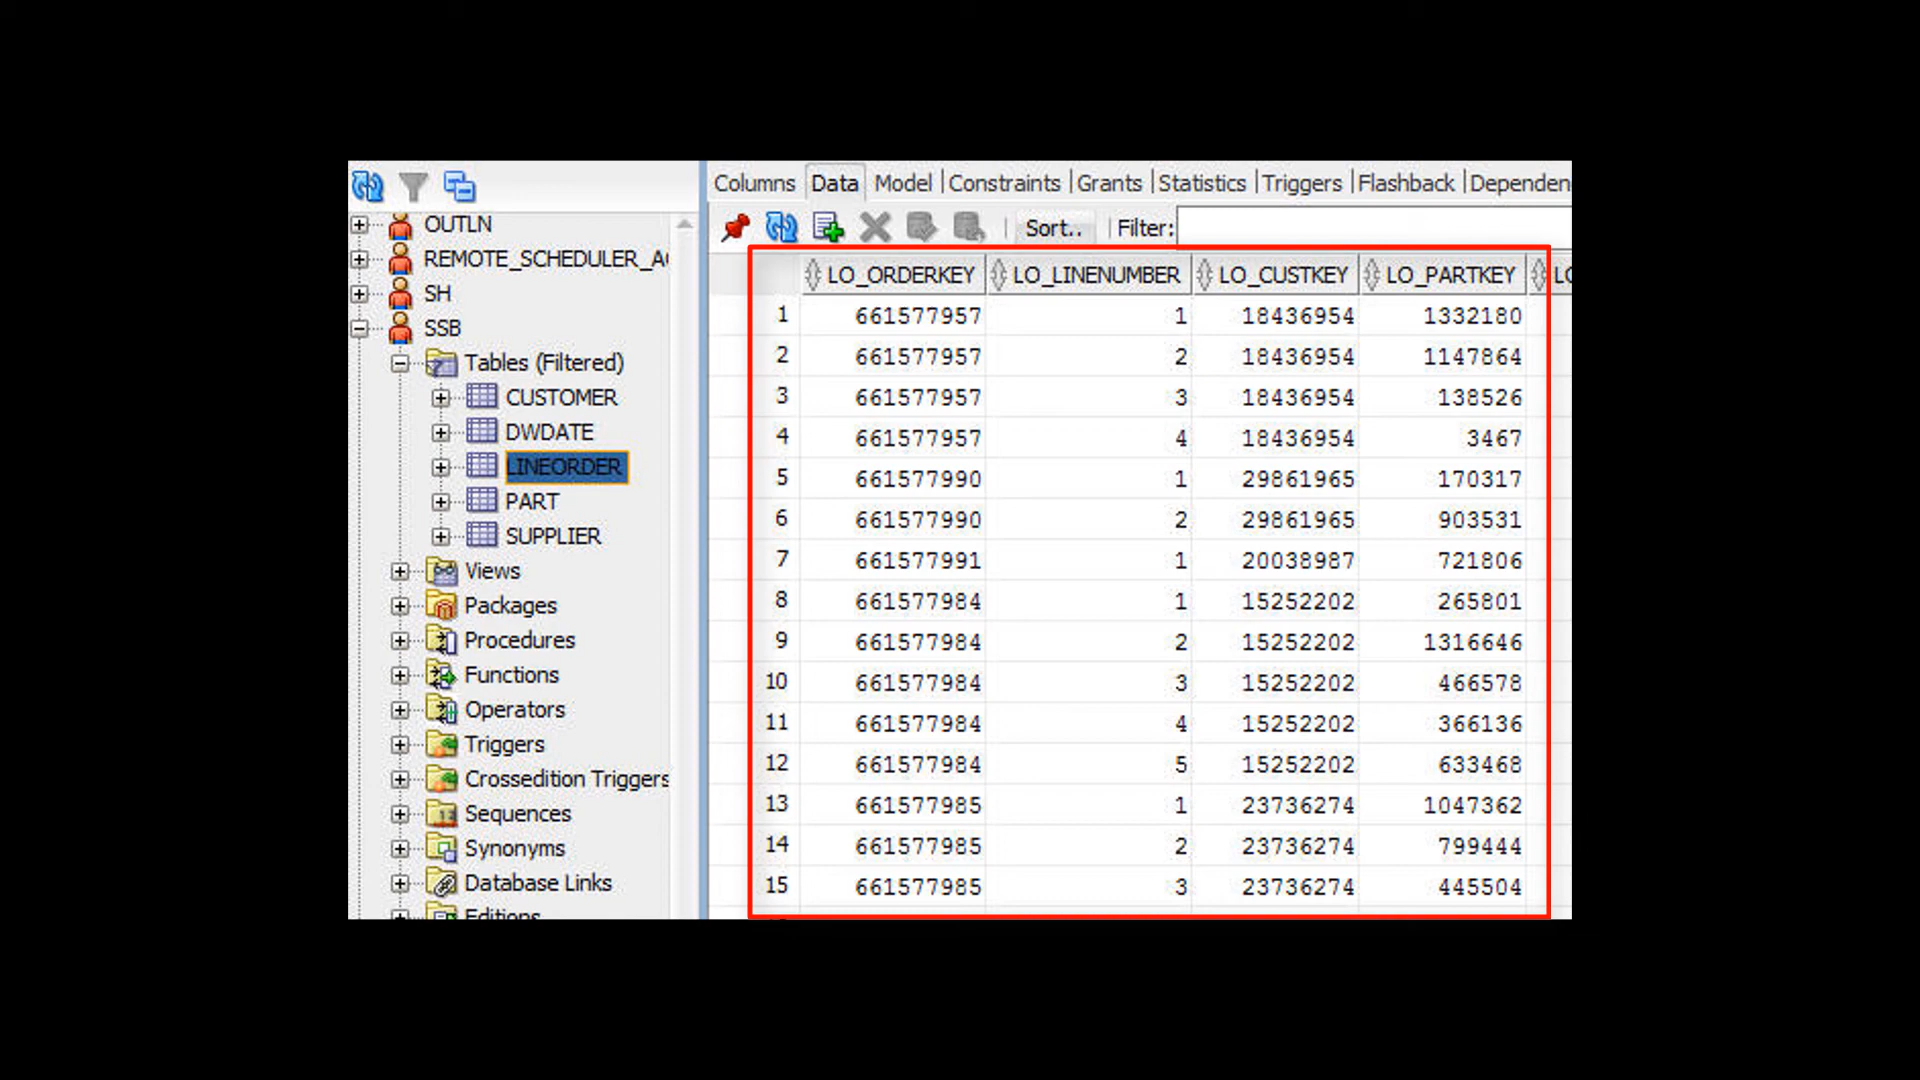 Columns Data Model Constraints Grants Statistics Triggers Flashback Dependen
Sort.. Filter:
OUTLN
REMOTE_SCHEDULER_A
SH
SSB
Tables (Filtered)
CUSTOMER
DWDATE
LINEORDER
PART
SUPPLIER
Views
Packages
Procedures
Functions
Operators
Triggers
Crossedition Triggers
Sequences
Synonyms
Database Links
Editions
LO_ORDERKEY LO_LINENUMBER LO_CUSTKEY LO_PARTKEY LO
1 661577957 1 18436954 1332180
2 661577957 2 18436954 1147864
3 661577957 3 18436954 138526
4 661577957 4 18436954 3467
5 661577990 1 29861965 170317
6 661577990 2 29861965 903531
7 661577991 1 20038987 721806
8 661577984 1 15252202 265801
9 661577984 2 15252202 1316646
10 661577984 3 15252202 466578
11 661577984 4 15252202 366136
12 661577984 5 15252202 633468
13 661577985 1 23736274 1047362
14 661577985 2 23736274 799444
15 661577985 3 23736274 445504